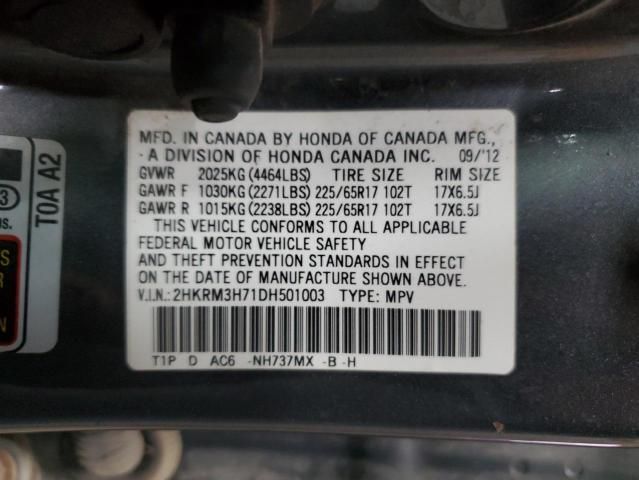 MFD. IN CANADA BY HONDA OF CANADA MFG.,
A DIVISION OF HONDA CANADA INC. 09/'12
GVWR 2025KG(4464LBS) TIRE SIZE RIM SIZE
GAWR F 1030KG(2271LBS) 225/65R17 102T 17X6.5J
GAWR R 1015KG(2238LBS) 225/65R17 102T 17X6.5J
THIS VEHICLE CONFORMS TO ALL APPLICABLE
FEDERAL MOTOR VEHICLE SAFETY
AND THEFT PREVENTION STANDARDS IN EFFECT
ON THE DATE OF MANUFACTURE SHOWN ABOVE.
V.I.N.: 2HKRM3H71DH501003 TYPE: MPV
T1P D AC6 -NH737MX -B -H
T0A A2